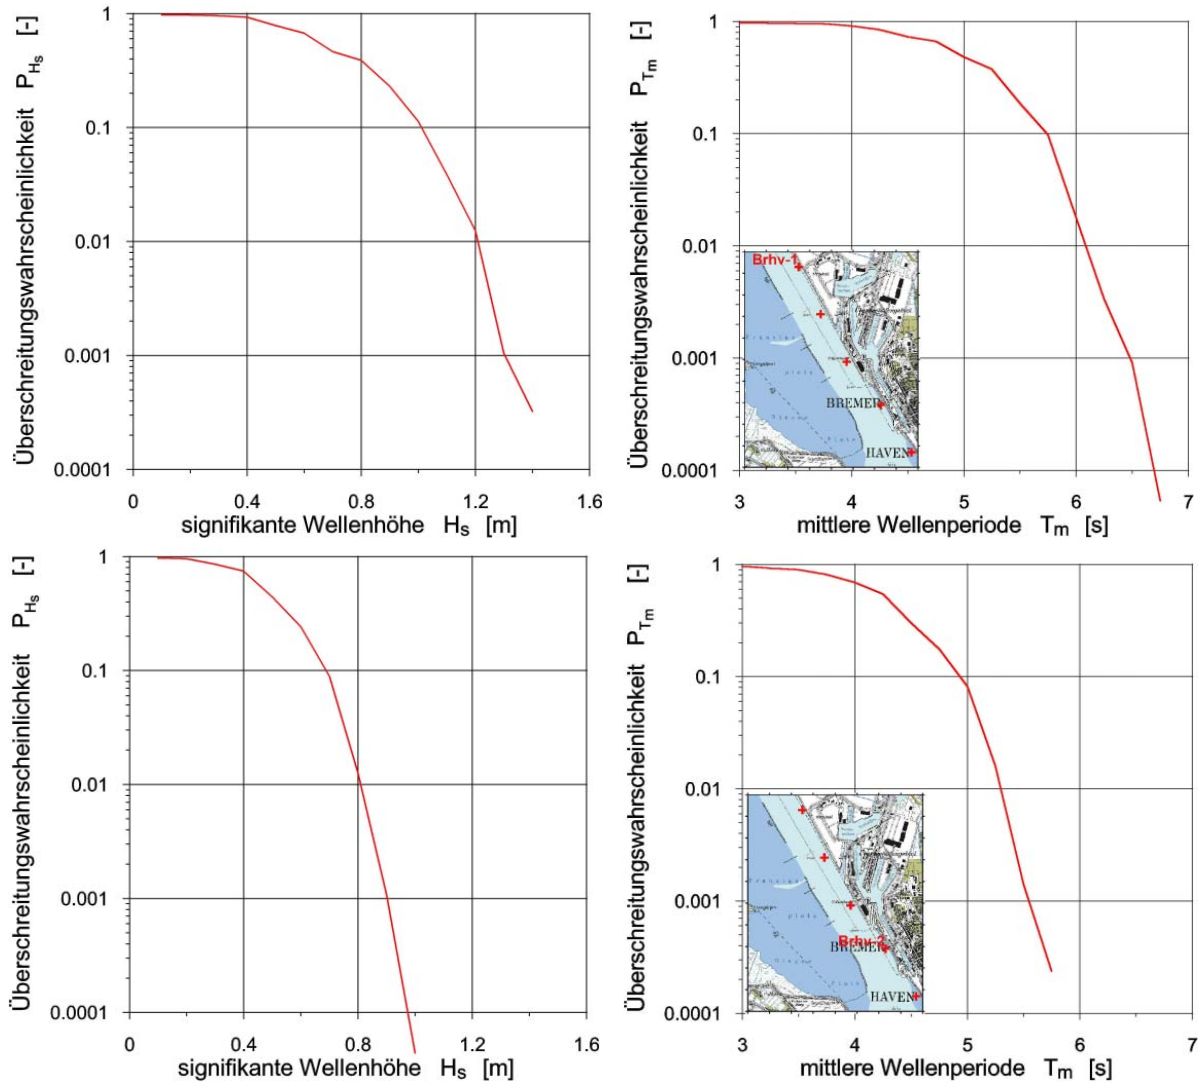 Überschreitungswahrscheinlichkeit P_Hs [-]
1
0.1
0.01
0.001
0.0001
0 0.4 0.8 1.2 1.6
signifikante Wellenhöhe H_s [m]
Überschreitungswahrscheinlichkeit P_Tm [-]
1
0.1
0.01
0.001
0.0001
Brhv-1
BREMER
HAVEN
3 4 5 6 7
mittlere Wellenperiode T_m [s]
Überschreitungswahrscheinlichkeit P_Hs [-]
1
0.1
0.01
0.001
0.0001
0 0.4 0.8 1.2 1.6
signifikante Wellenhöhe H_s [m]
Überschreitungswahrscheinlichkeit P_Tm [-]
1
0.1
0.01
0.001
0.0001
BREMER
HAVEN
3 4 5 6 7
mittlere Wellenperiode T_m [s]